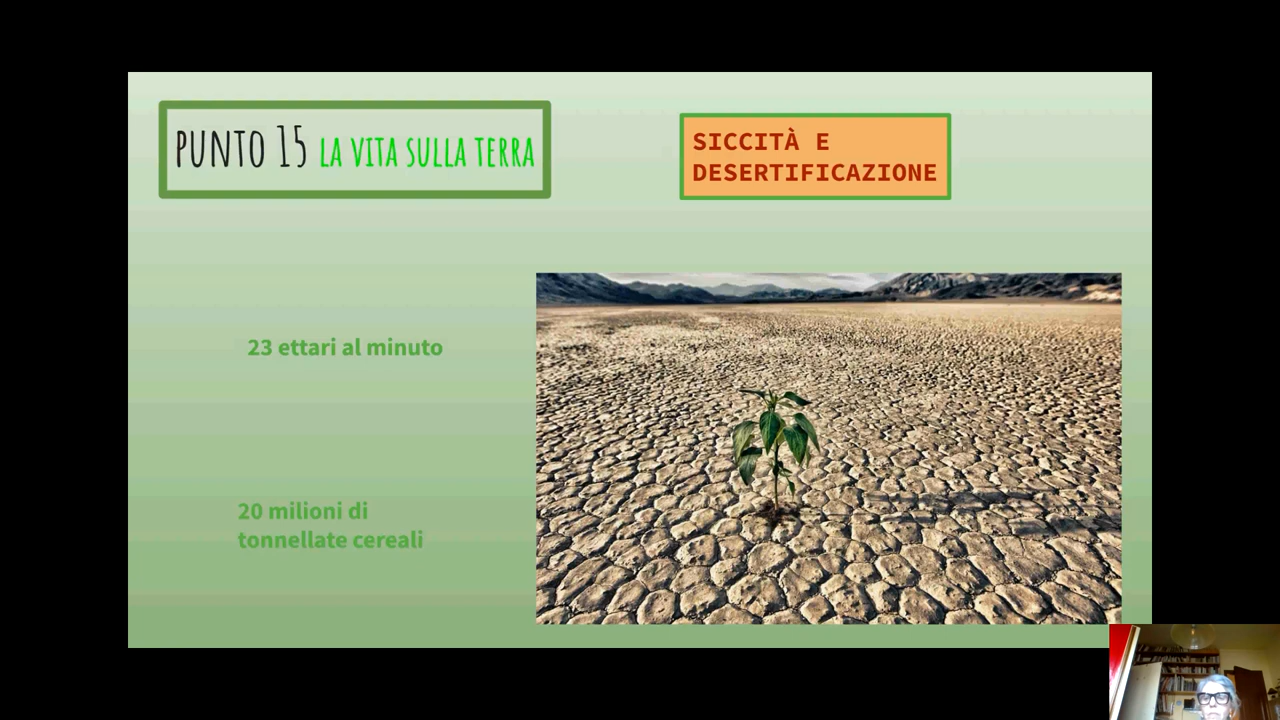 PUNTO 15 LA VITA SULLA TERRA
SICCITÀ E
DESERTIFICAZIONE
23 ettari al minuto
20 milioni di
tonnellate cereali